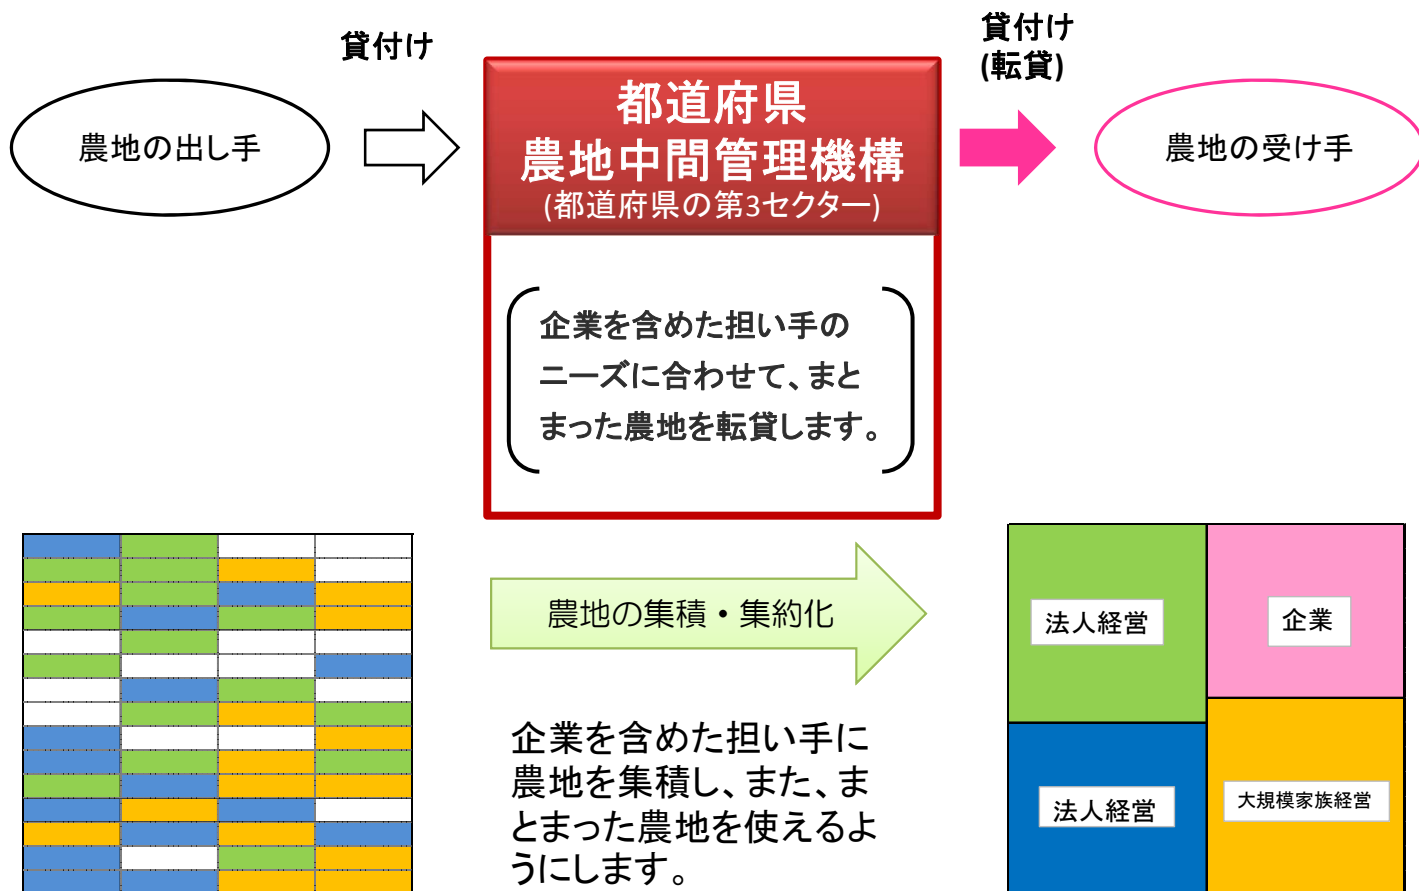 貸付け
貸付け
(転貸)
農地の出し手
都道府県
農地中間管理機構
(都道府県の第3セクター)
農地の受け手
企業を含めた担い手の
ニーズに合わせて、まと
まった農地を転貸します。
農地の集積・集約化
企業を含めた担い手に
農地を集積し、また、ま
とまった農地を使えるよ
うにします。
法人経営
企業
法人経営
大規模家族経営